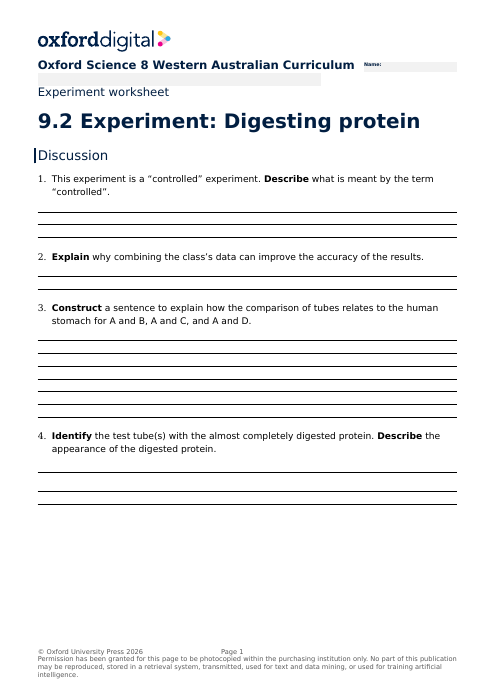 oxforddigital
Oxford Science 8 Western Australian Curriculum Name:
Experiment worksheet
9.2 Experiment: Digesting protein
Discussion
1. This experiment is a “controlled” experiment. Describe what is meant by the term
“controlled”.
2. Explain why combining the class’s data can improve the accuracy of the results.
3. Construct a sentence to explain how the comparison of tubes relates to the human
stomach for A and B, A and C, and A and D.
4. Identify the test tube(s) with the almost completely digested protein. Describe the
appearance of the digested protein.
© Oxford University Press 2026 Page 1
Permission has been granted for this page to be photocopied within the purchasing institution only. No part of this publication
may be reproduced, stored in a retrieval system, transmitted, used for text and data mining, or used for training artificial
intelligence.